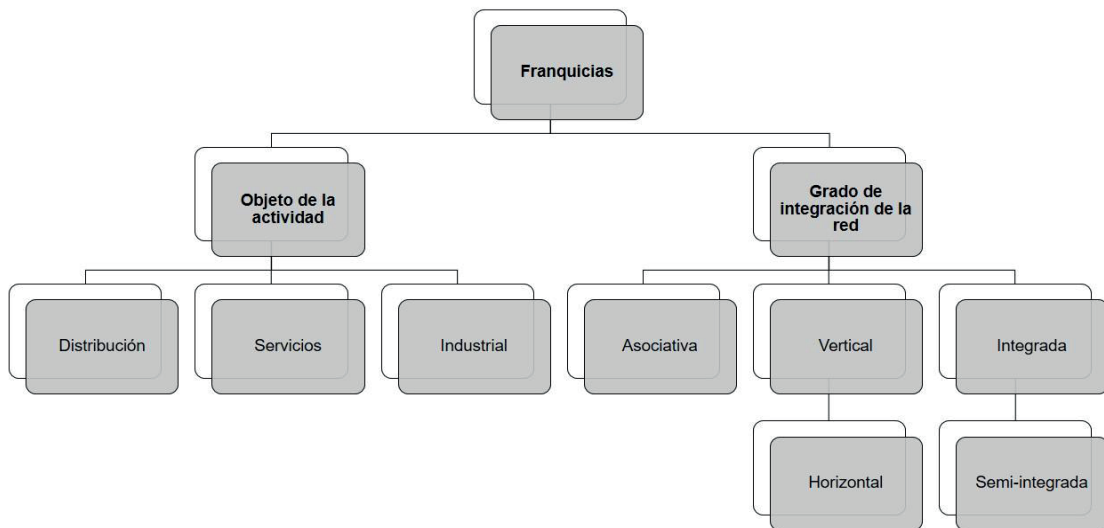 Franquicias
Objeto de la
actividad
Grado de
integración de la
red
Distribución
Servicios
Industrial
Asociativa
Vertical
Integrada
Horizontal
Semi-integrada